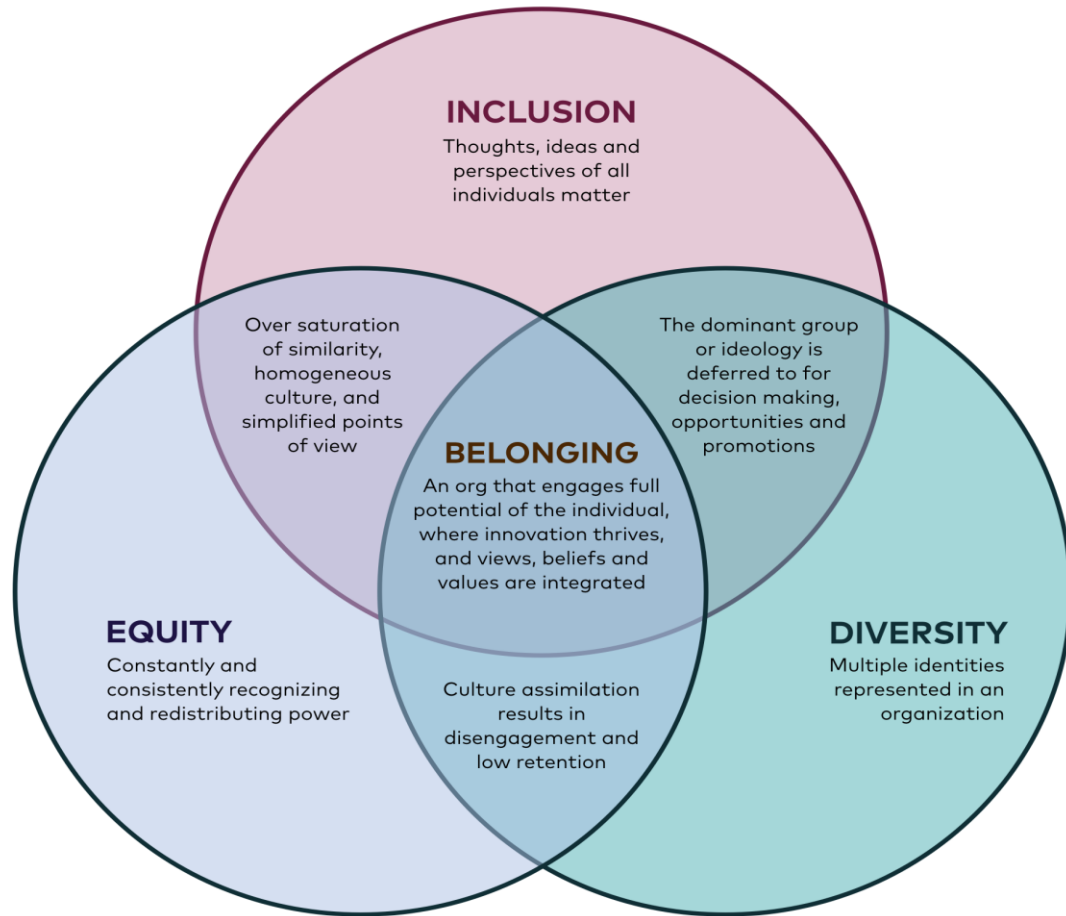 INCLUSION
Thoughts, ideas and
perspectives of all
individuals matter
Over saturation
of similarity,
homogeneous
culture, and
simplified points
of view
The dominant group
or ideology is
deferred to for
decision making,
opportunities and
promotions
BELONGING
An org that engages full
potential of the individual,
where innovation thrives,
and views, beliefs and
values are integrated
EQUITY
Constantly and
consistently recognizing
and redistributing power
DIVERSITY
Multiple identities
represented in an
organization
Culture assimilation
results in
disengagement and
low retention